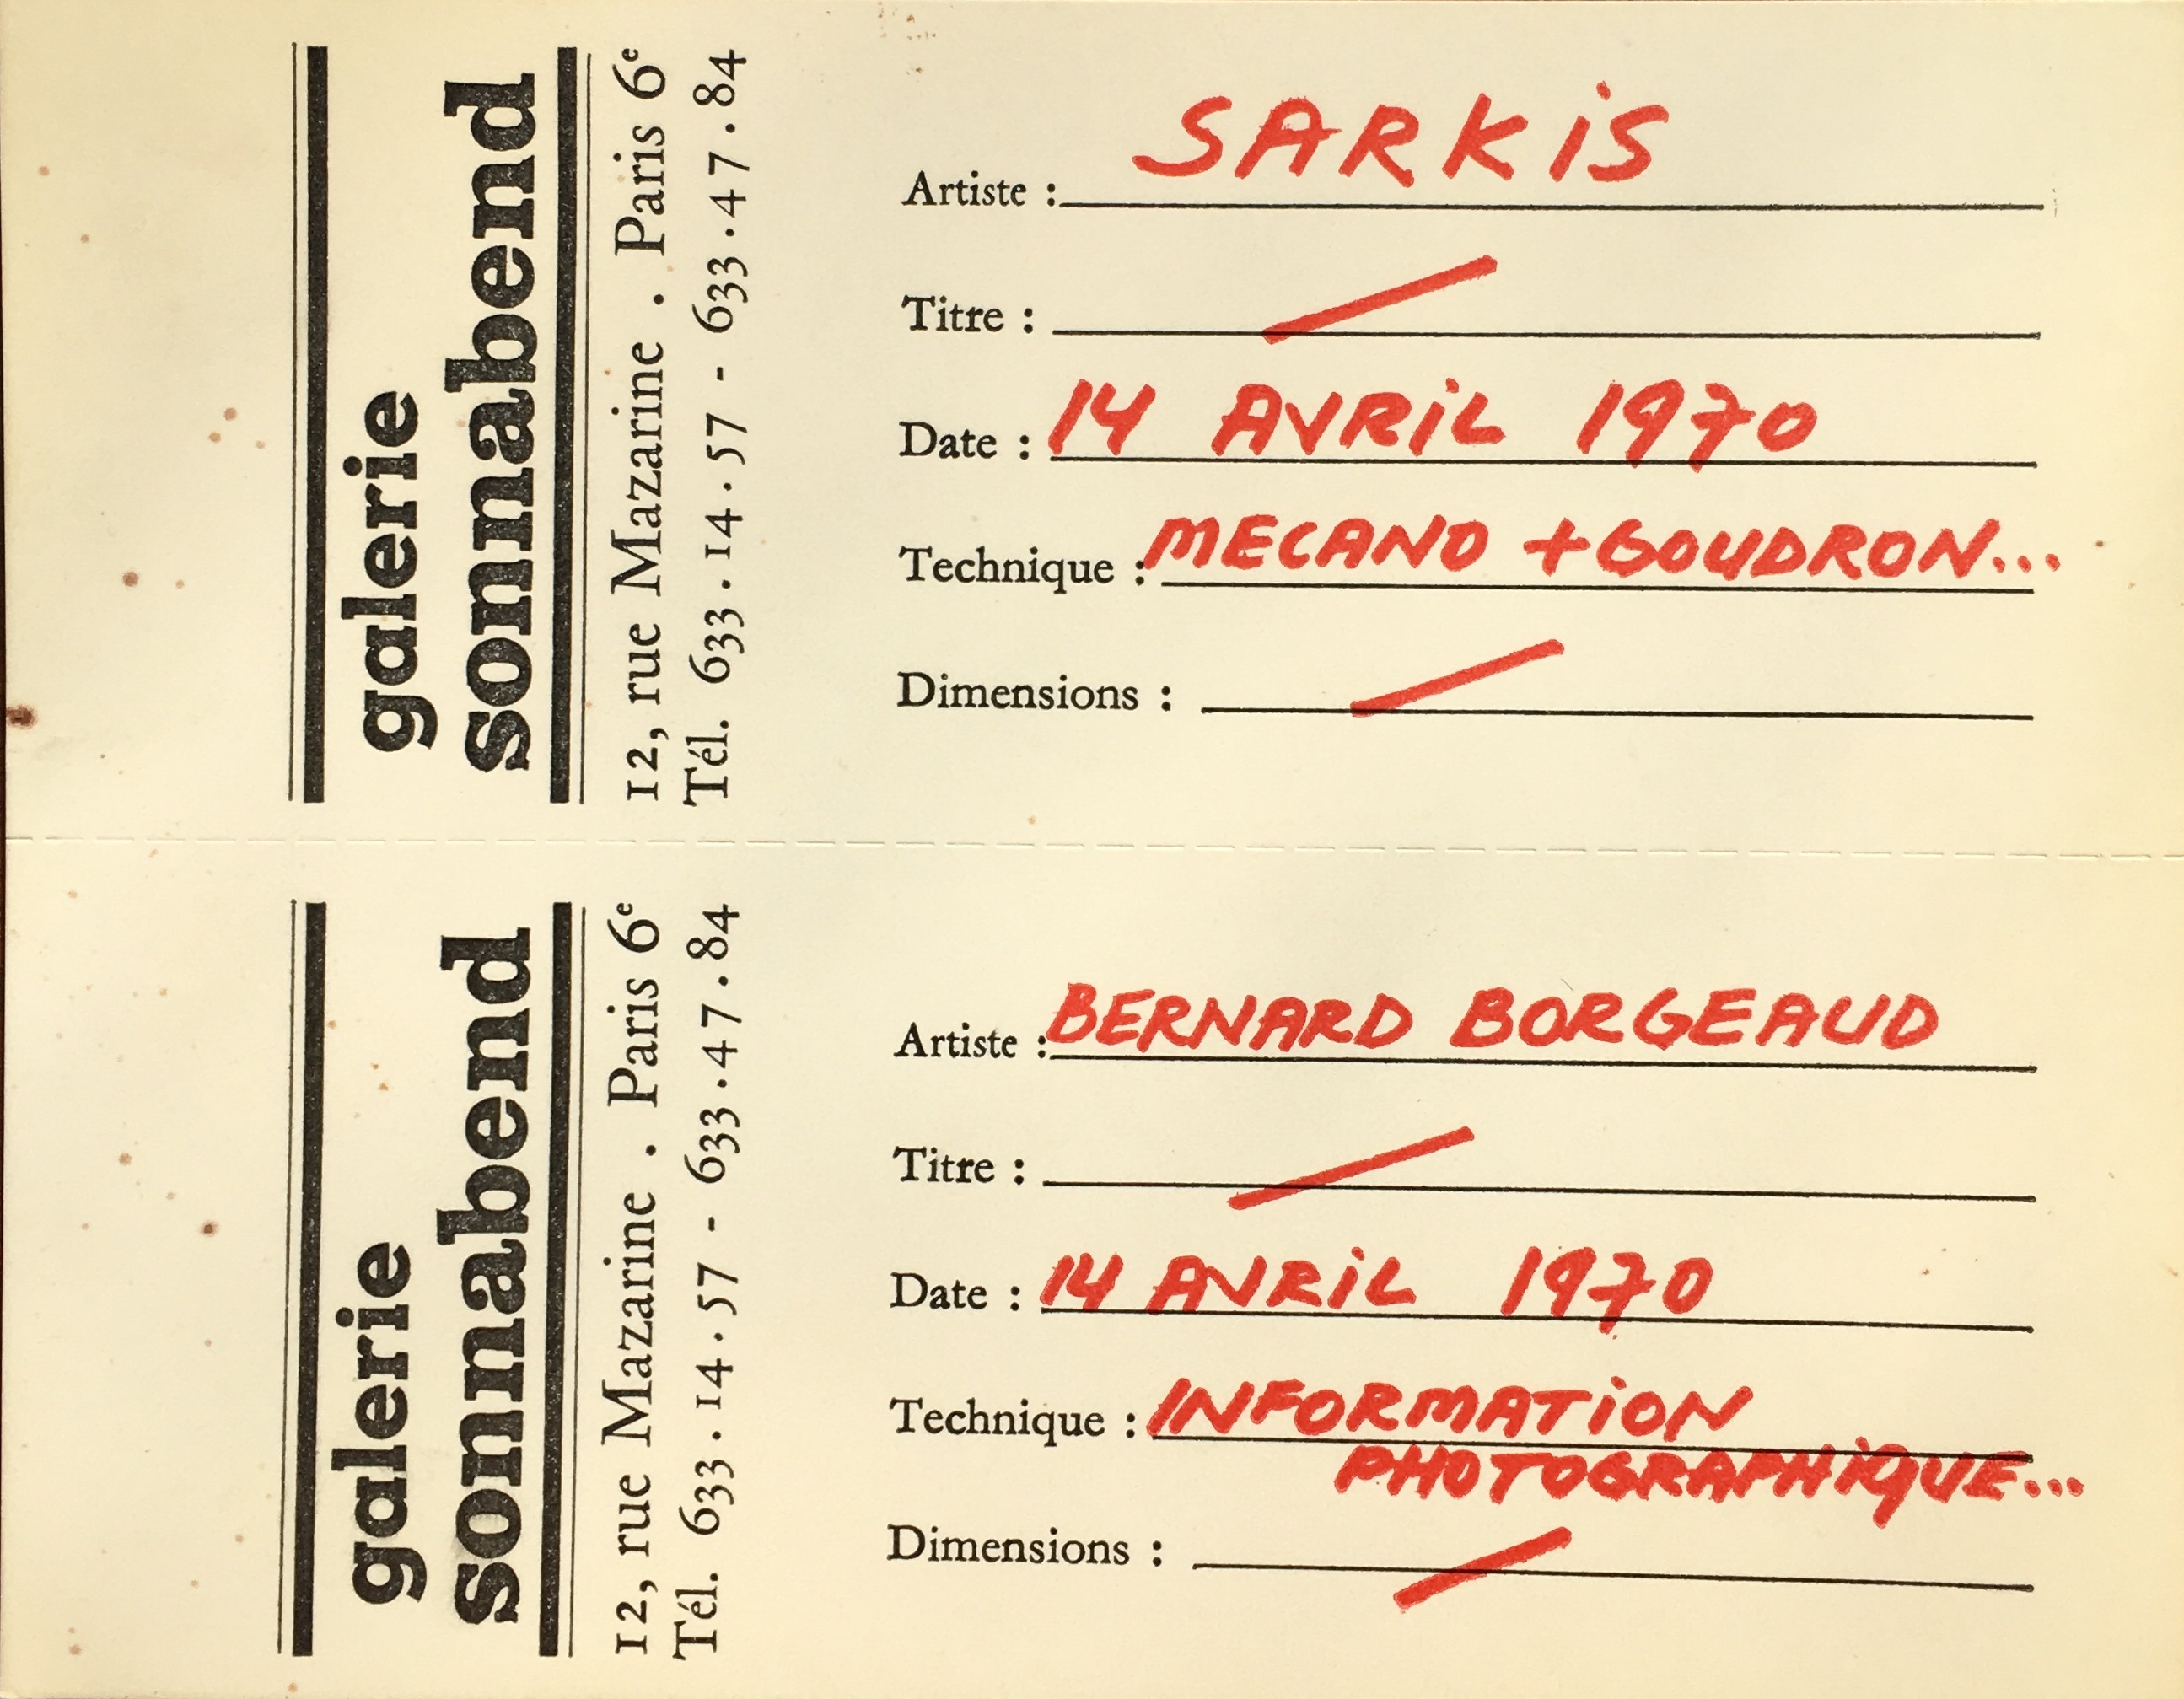 galerie
sonnabend
12, rue Mazarine . Paris 6e
Tél. 633.14.57 - 633.47.84
Artiste : SARKiS
Titre : /
Date : 14 AVRiL 1970
Technique : MECANO + GOUDRON...
Dimensions : /
galerie
sonnabend
12, rue Mazarine . Paris 6e
Tél. 633.14.57 - 633.47.84
Artiste : BERNARD BORGEAUD
Titre : /
Date : 14 AVRiL 1970
Technique : INFORMATiON
PHOTOGRAPHiQUE...
Dimensions : /